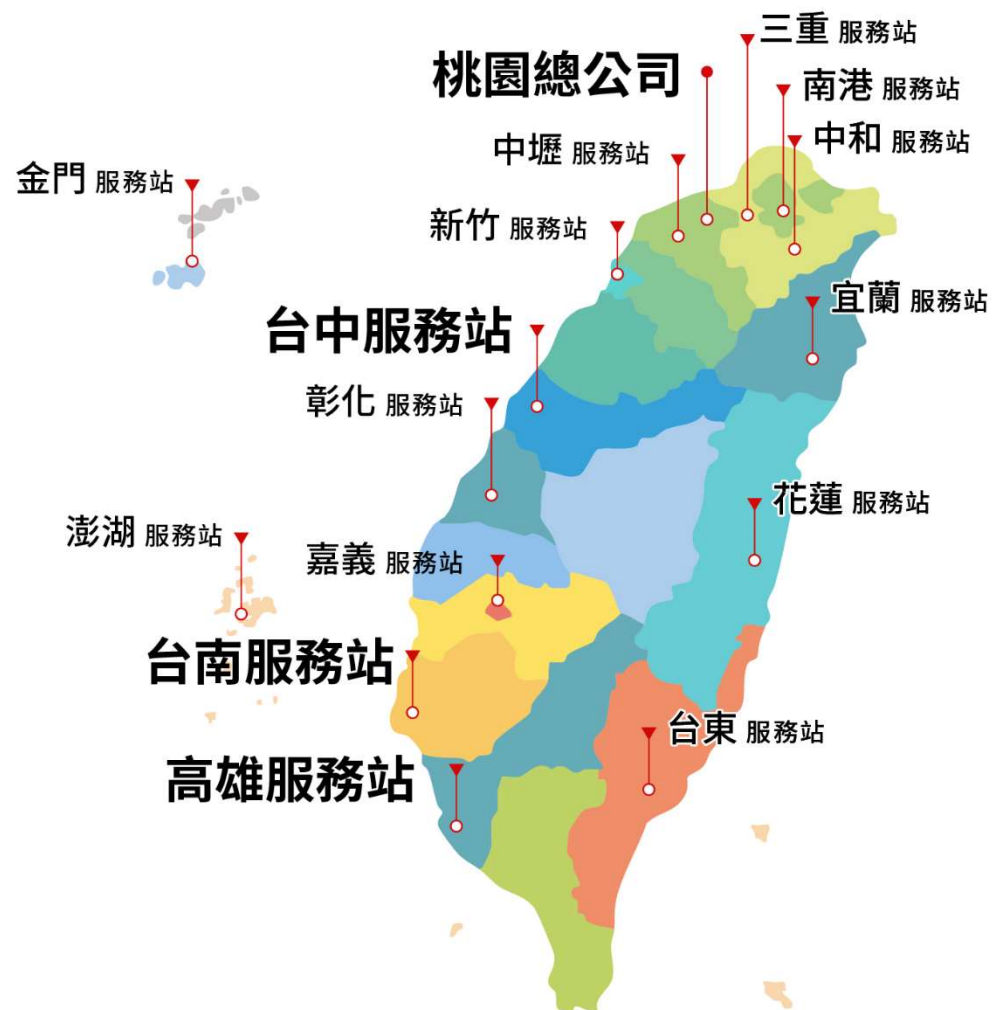 三重 服務站
桃園總公司
南港 服務站
中和 服務站
中壢 服務站
金門 服務站
新竹 服務站
宜蘭 服務站
台中服務站
彰化 服務站
花蓮 服務站
澎湖 服務站
嘉義 服務站
台南服務站
台東 服務站
高雄服務站